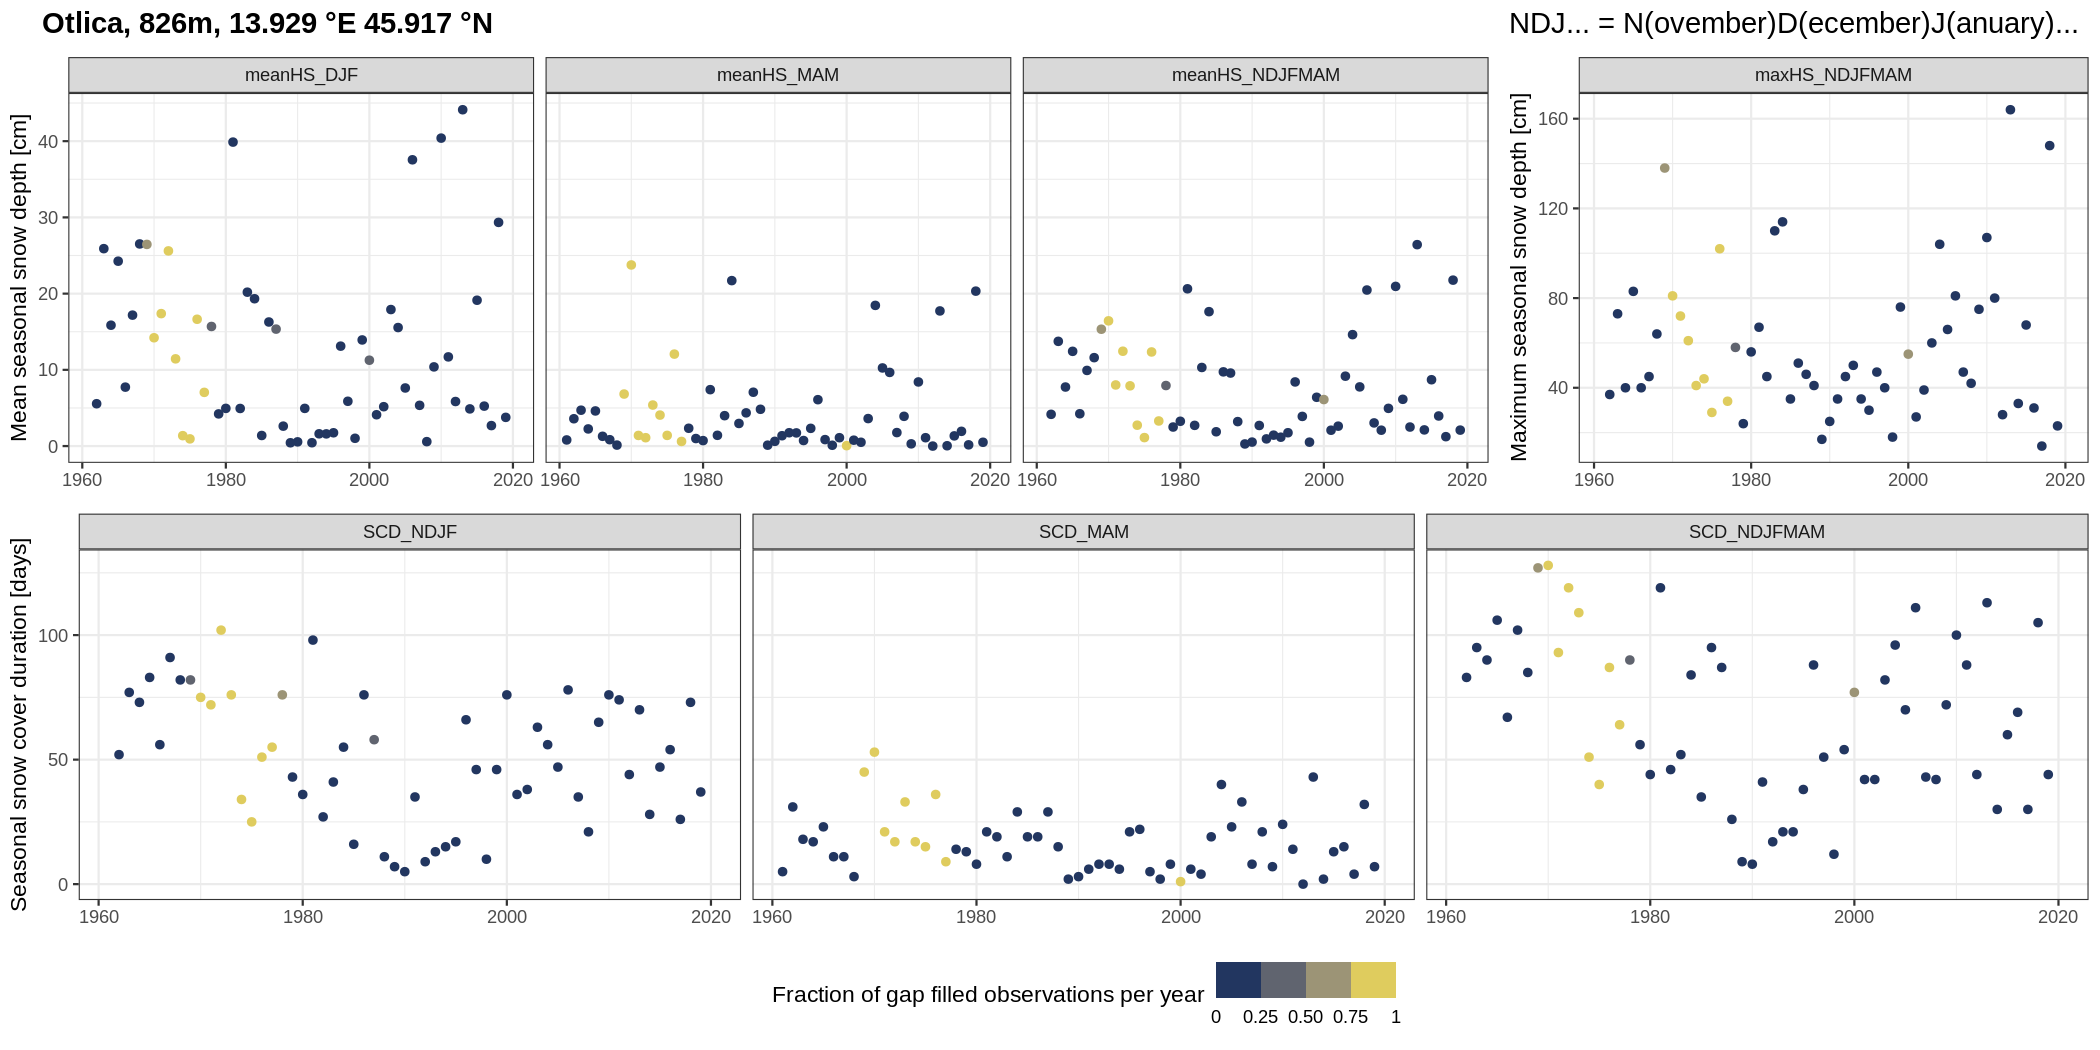 Otlica, 826m, 13.929 °E 45.917 °N
NDJ... = N(ovember)D(ecember)J(anuary)...
meanHS_DJF
meanHS_MAM
meanHS_NDJFMAM
maxHS_NDJFMAM
Mean seasonal snow depth [cm]
40
30
20
10
0
1960 1980 2000 2020
1960 1980 2000 2020
1960 1980 2000 2020
Maximum seasonal snow depth [cm]
160
120
80
40
1960 1980 2000 2020
SCD_NDJF
SCD_MAM
SCD_NDJFMAM
Seasonal snow cover duration [days]
100
50
0
1960 1980 2000 2020
1960 1980 2000 2020
1960 1980 2000 2020
Fraction of gap filled observations per year
0 0.25 0.50 0.75 1